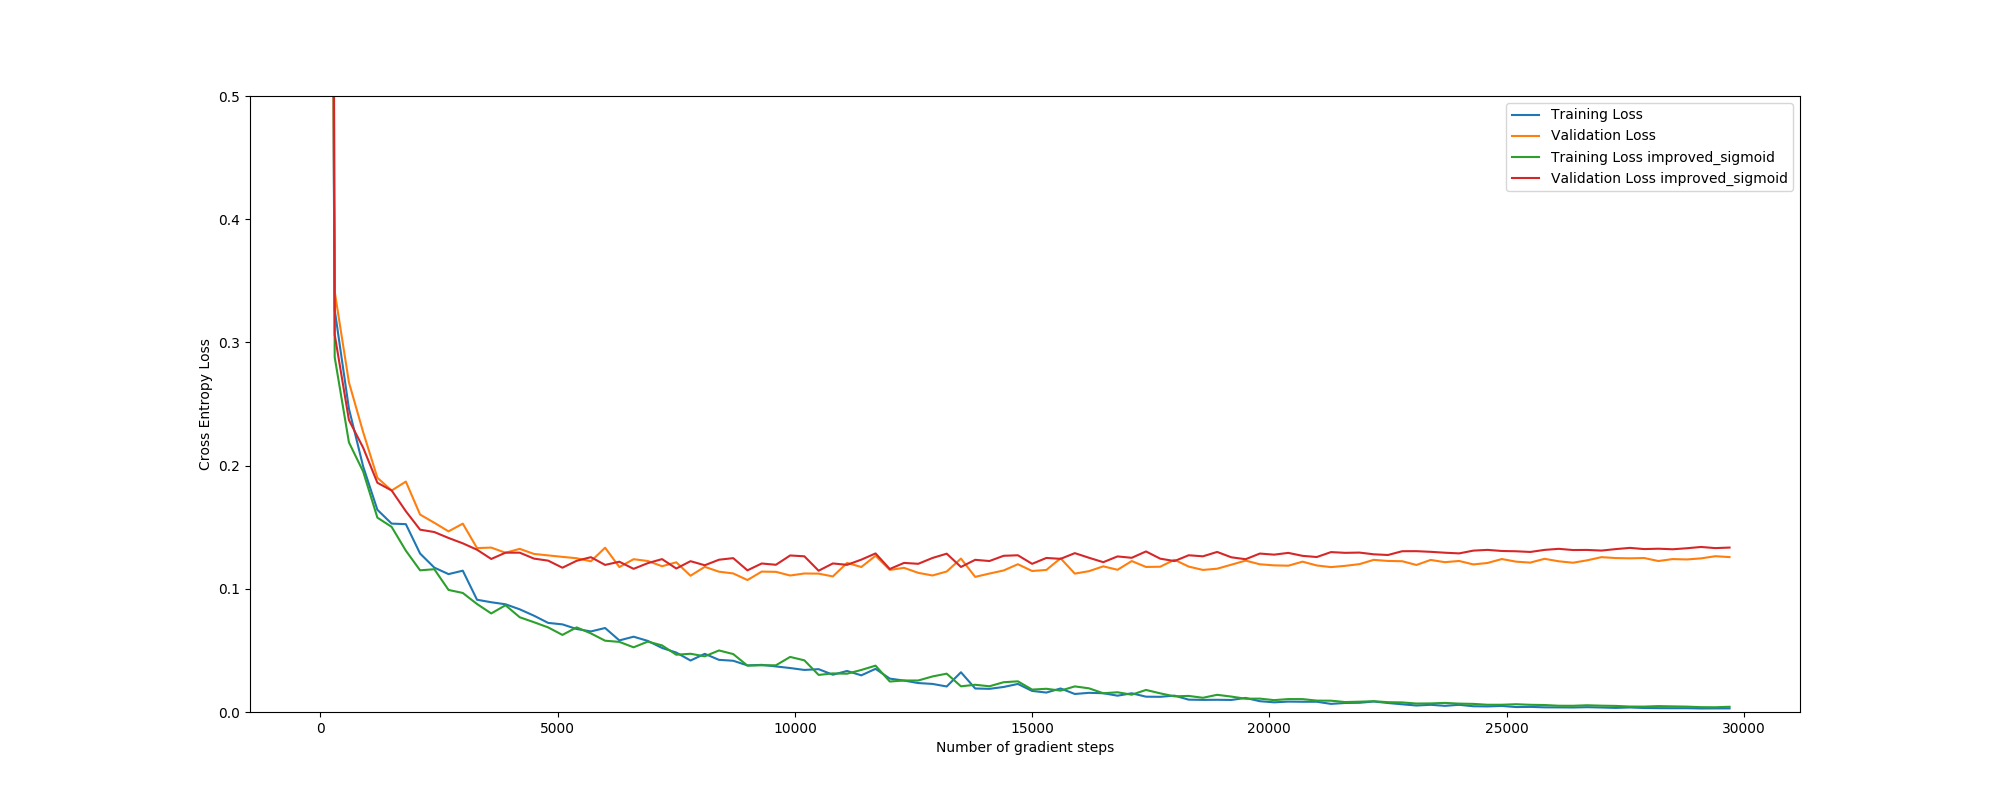 0.5
0.4
0.3
0.2
0.1
0.0
Cross Entropy Loss
0
5000
10000
15000
20000
25000
30000
Number of gradient steps
Training Loss
Validation Loss
Training Loss improved_sigmoid
Validation Loss improved_sigmoid